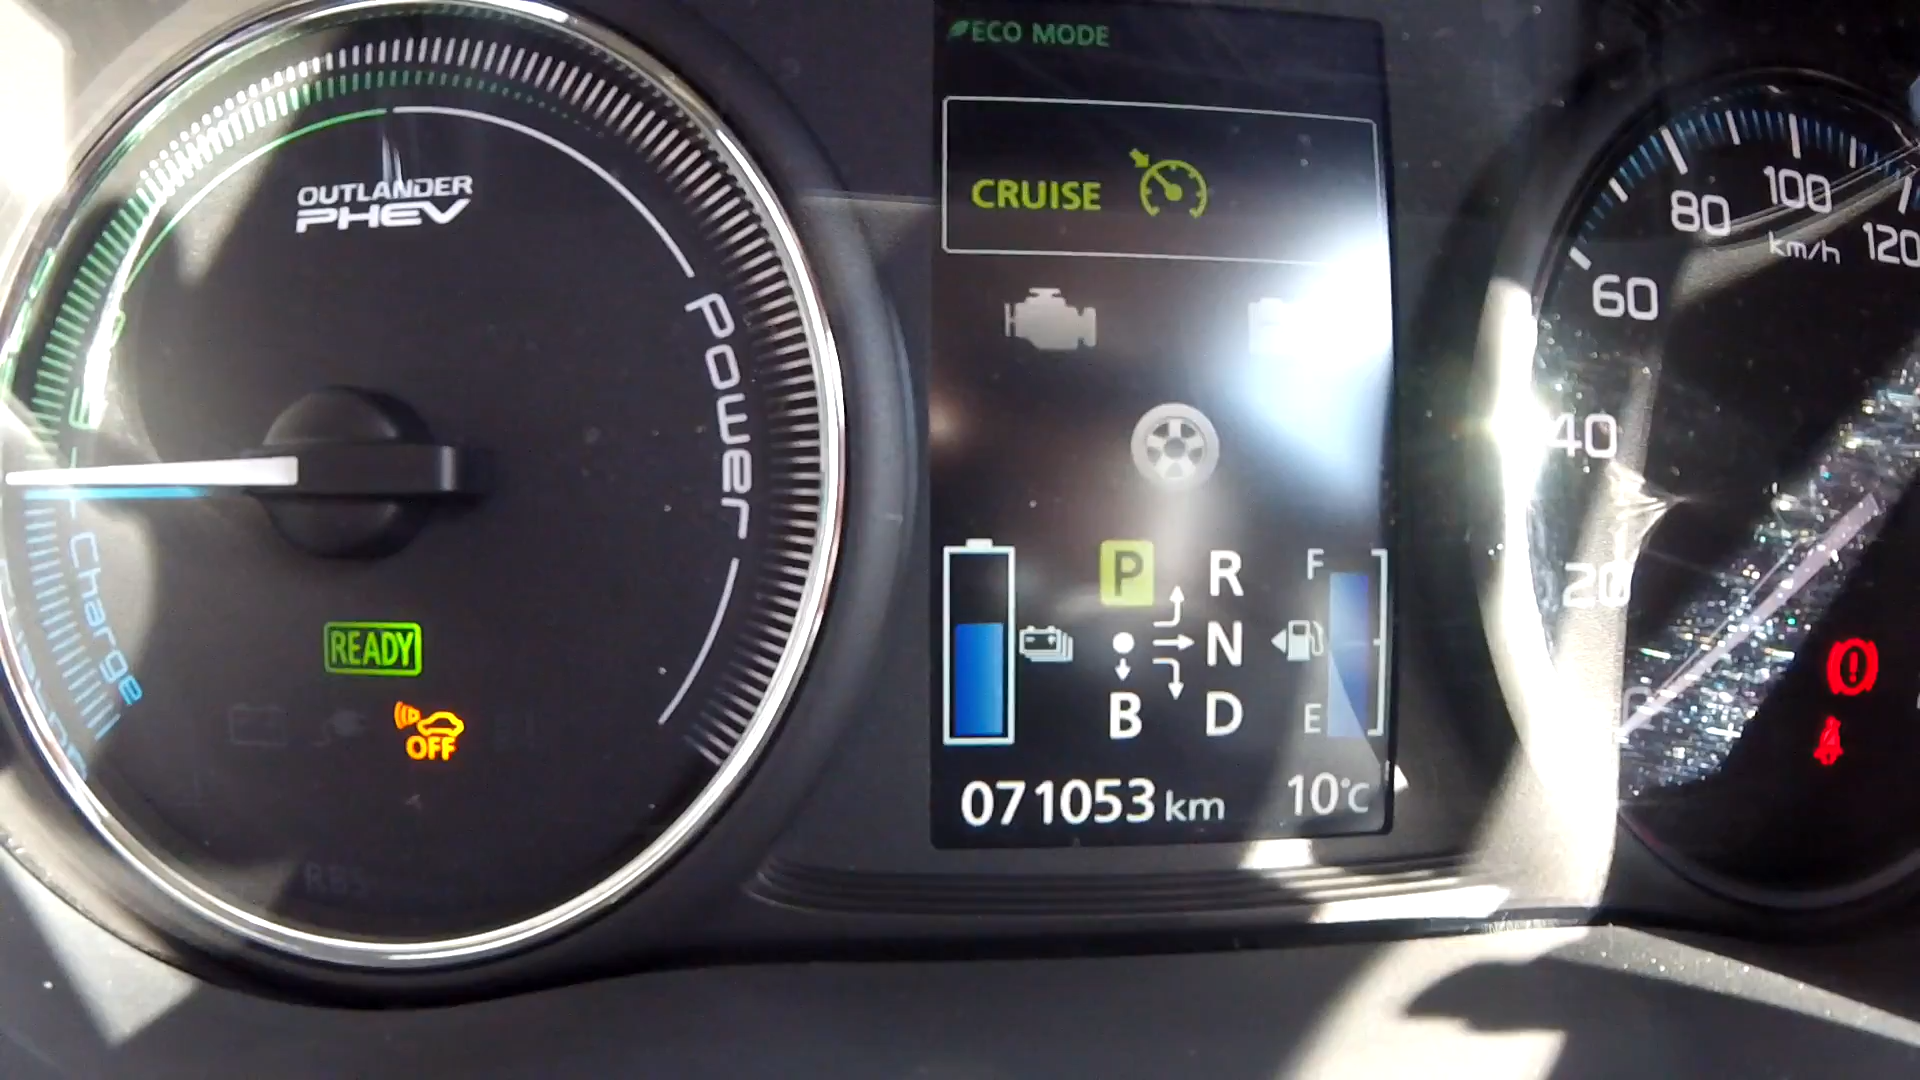 ECO MODE
OUTLANDER
PHEV
CRUISE
80
100
120
km/h
60
40
20
Power
Charge
READY
OFF
P
R
N
B
D
F
E
071053 km
10°C